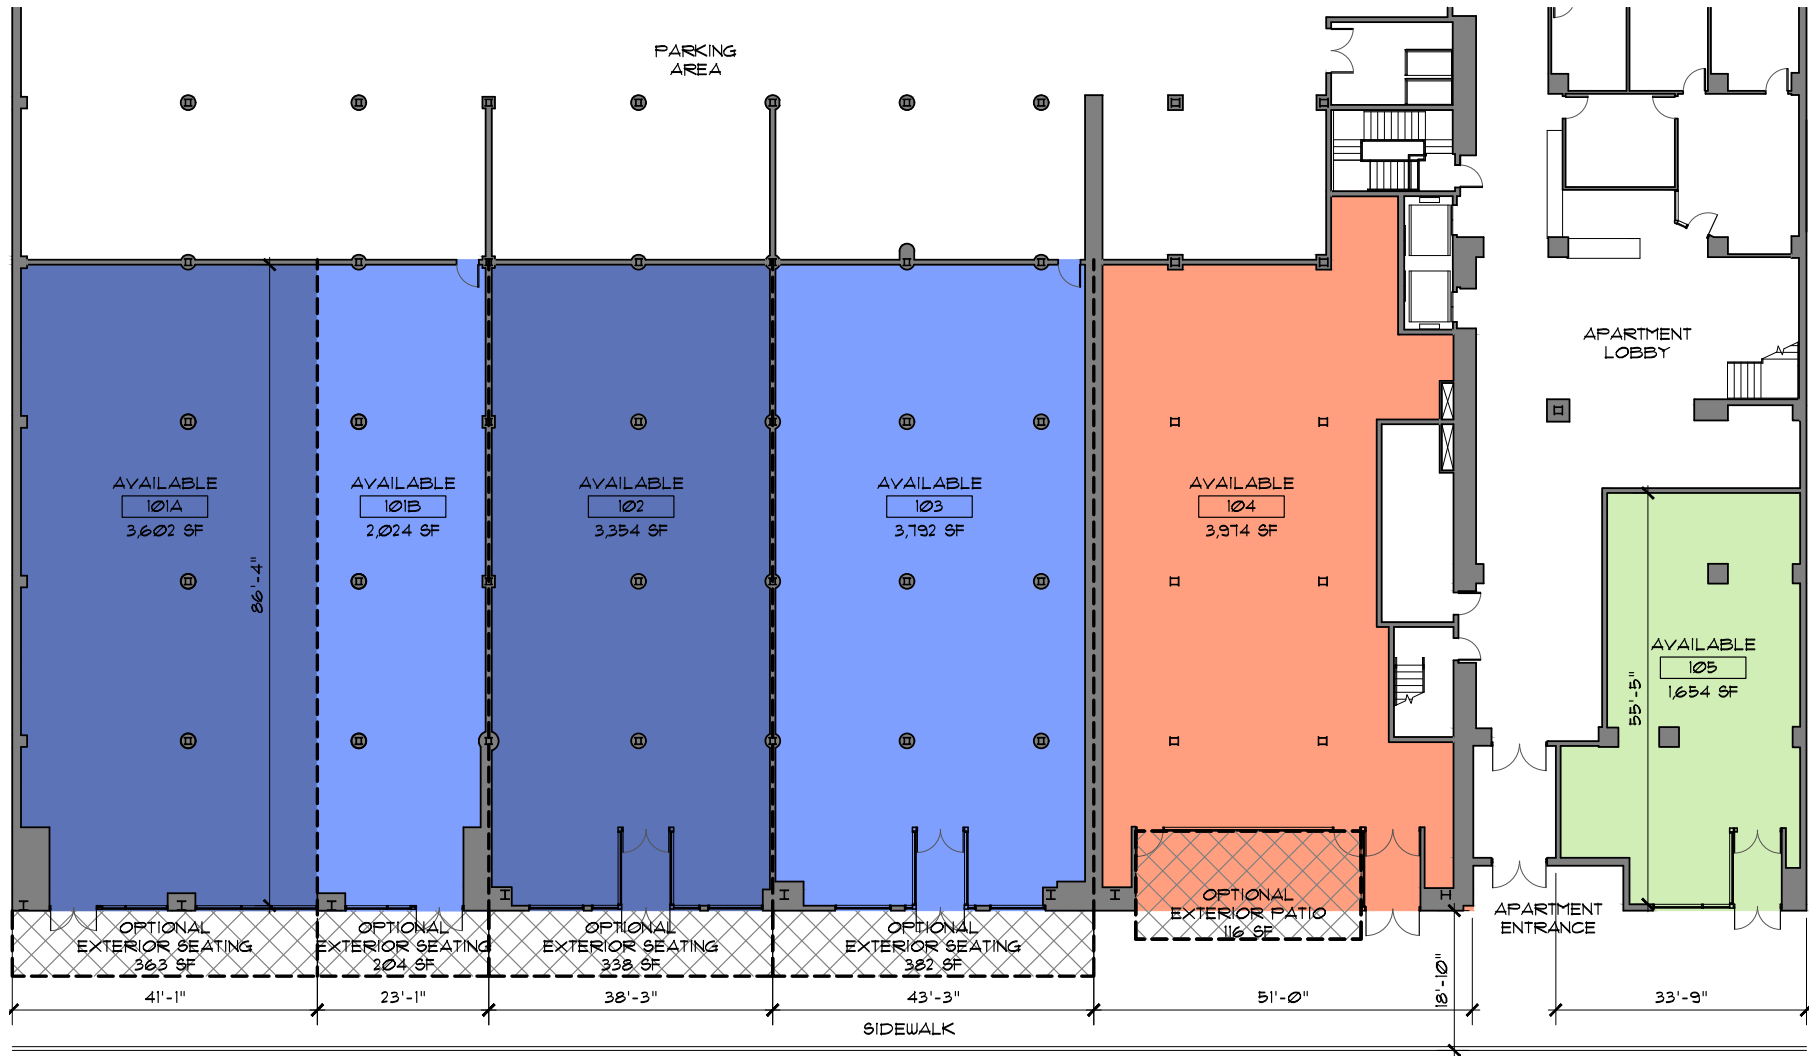 PARKING
AREA
APARTMENT
LOBBY
AVAILABLE
101A
3,602 SF
AVAILABLE
101B
2,024 SF
AVAILABLE
102
3,354 SF
AVAILABLE
103
3,792 SF
AVAILABLE
104
3,974 SF
86'-4"
AVAILABLE
105
1,654 SF
55'-5"
OPTIONAL
EXTERIOR SEATING
363 SF
OPTIONAL
EXTERIOR SEATING
204 SF
OPTIONAL
EXTERIOR SEATING
338 SF
OPTIONAL
EXTERIOR SEATING
382 SF
OPTIONAL
EXTERIOR PATIO
116 SF
APARTMENT
ENTRANCE
41'-1"
23'-1"
38'-3"
43'-3"
51'-0"
18'-10"
33'-9"
SIDEWALK